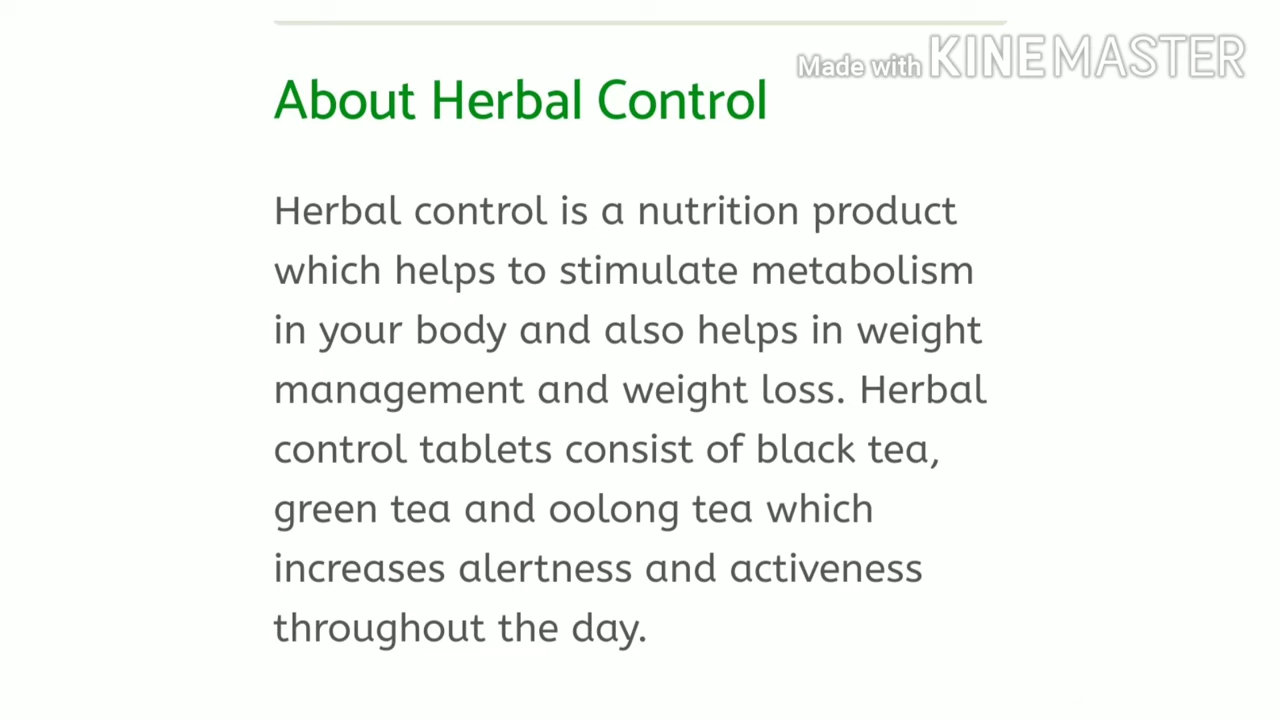 Made with KINEMASTER
About Herbal Control
Herbal control is a nutrition product
which helps to stimulate metabolism
in your body and also helps in weight
management and weight loss. Herbal
control tablets consist of black tea,
green tea and oolong tea which
increases alertness and activeness
throughout the day.